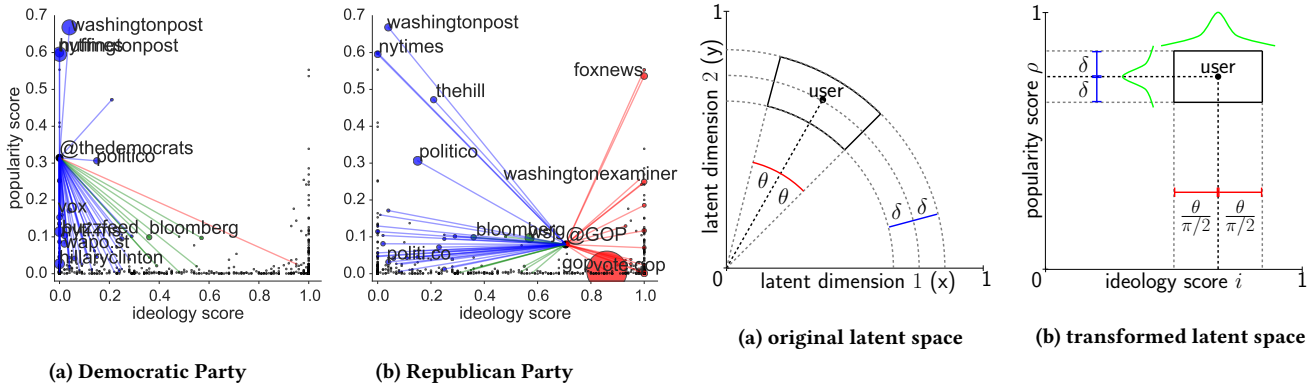 popularity score
0.7
0.6
0.5
0.4
0.3
0.2
0.1
0.0
washingtonpost
huffingtonpost
nytimes
@thedemocrats
politico
vox
buzzfeed
bloomberg
nyti.ms
wapo.st
hillaryclinton
0.0 0.2 0.4 0.6 0.8 1.0
ideology score
(a) Democratic Party
0.7
0.6
0.5
0.4
0.3
0.2
0.1
0.0
washingtonpost
nytimes
foxnews
thehill
politico
washingtonexaminer
bloomberg
wsj
@GOP
politi.co
gop
vote.gop
0.0 0.2 0.4 0.6 0.8 1.0
ideology score
(b) Republican Party
1
latent dimension 2 (y)
user
θ
θ
δ
δ
0
latent dimension 1 (x)
1
(a) original latent space
1
popularity score ρ
δ
δ
user
θ
π/2
θ
π/2
0
ideology score i
1
(b) transformed latent space